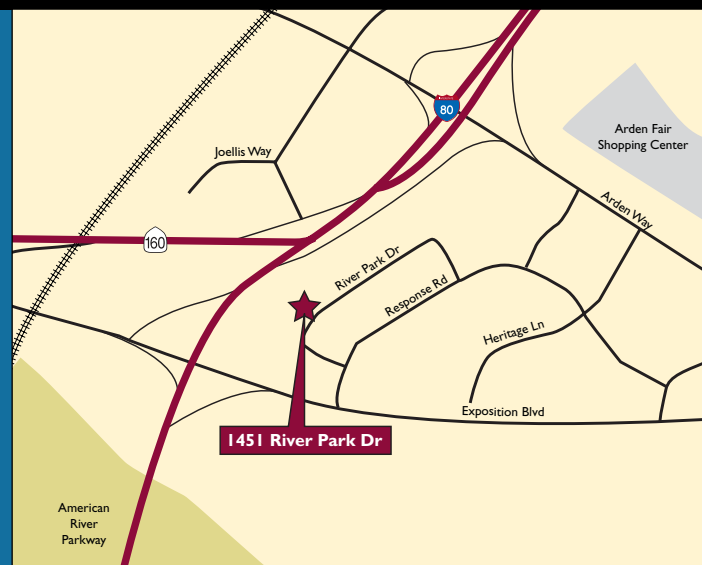 80
Arden Fair
Shopping Center
Joellis Way
Arden Way
160
River Park Dr
Response Rd
Heritage Ln
Exposition Blvd
1451 River Park Dr
American
River
Parkway